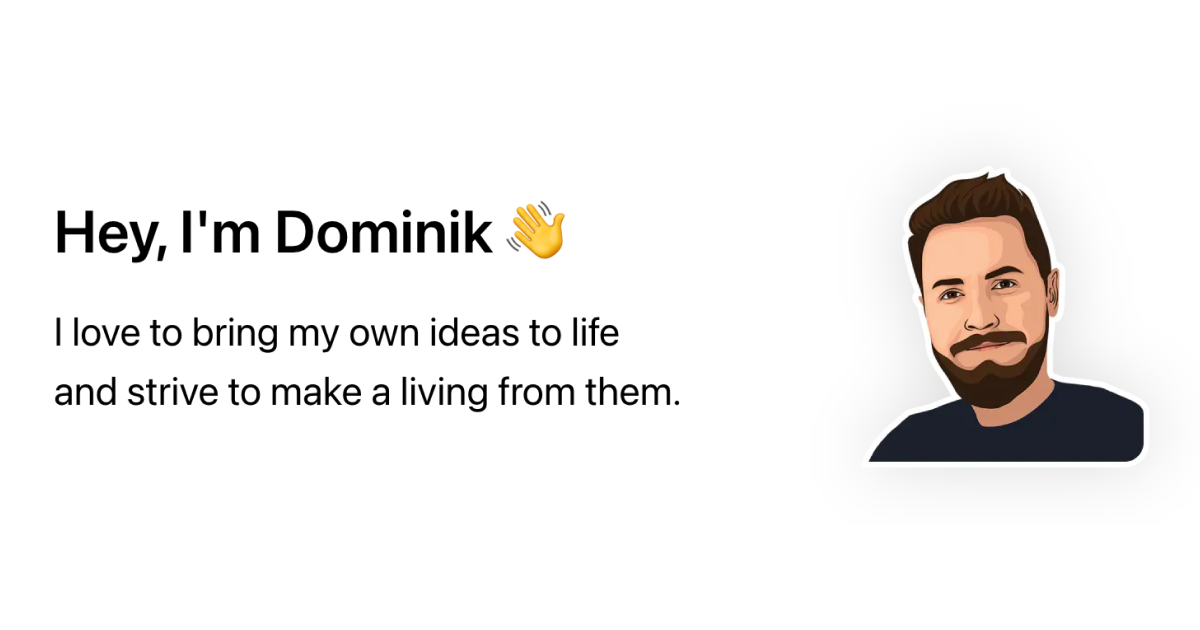 Hey, I'm Dominik 👋
I love to bring my own ideas to life
and strive to make a living from them.